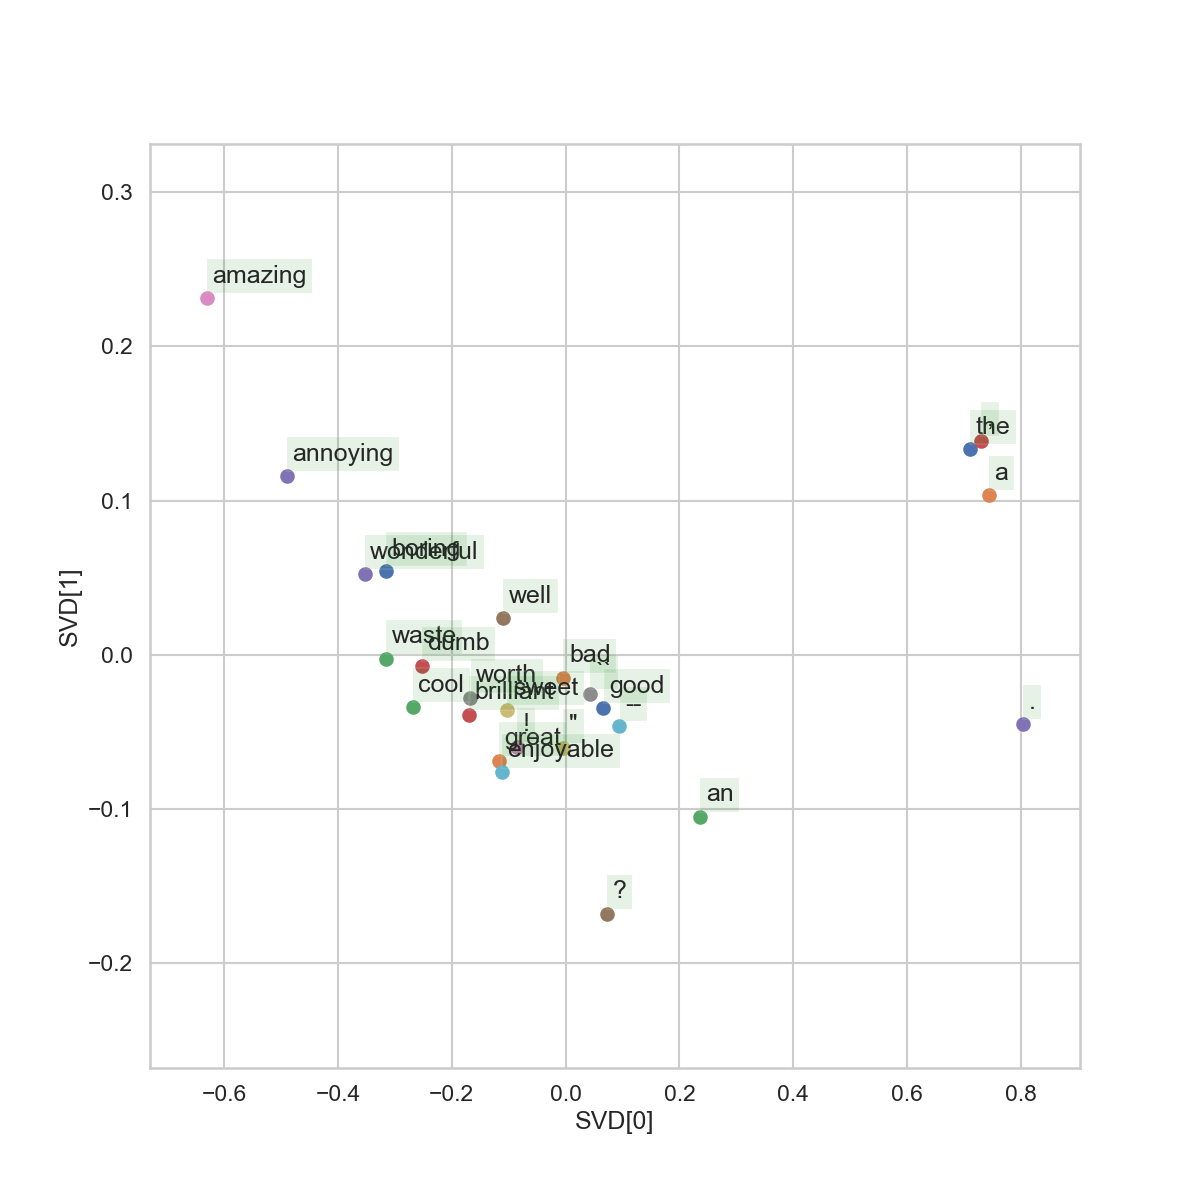 0.3
amazing
0.2
the
,
a
annoying
0.1
boring
wonderful
well
waste
dumb
0.0
bad
``
worth
cool
brilliant
sweet
good
--
!
"
.
great
enjoyable
an
−0.1
?
−0.2
SVD[1]
−0.6
−0.4
−0.2
0.0
0.2
0.4
0.6
0.8
SVD[0]